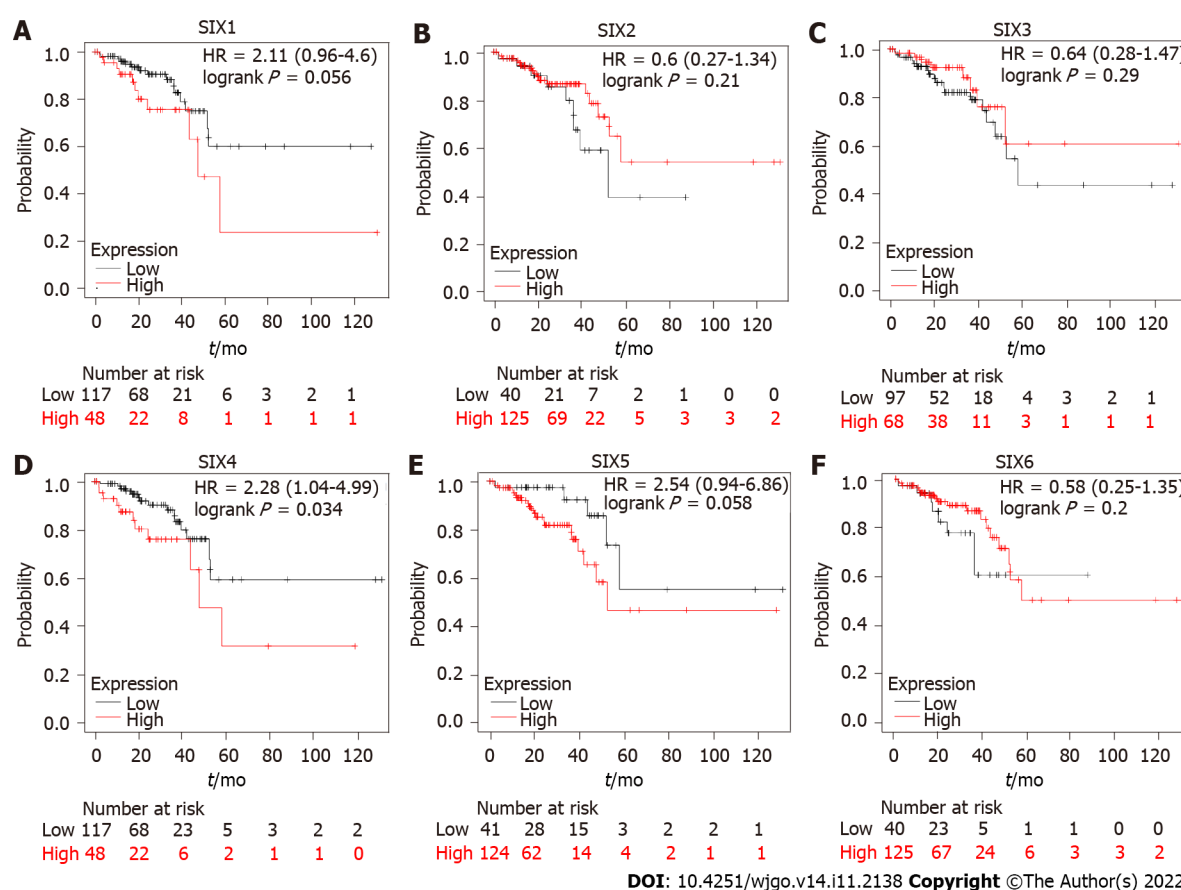 A
SIX1
HR = 2.11 (0.96-4.6)
logrank P = 0.056
Probability
1.0
0.8
0.6
0.4
0.2
0.0
Expression
Low
High
0 20 40 60 80 100 120
t/mo
Number at risk
Low 117 68 21 6 3 2 1
High 48 22 8 1 1 1 1
B
SIX2
HR = 0.6 (0.27-1.34)
logrank P = 0.21
Probability
1.0
0.8
0.6
0.4
0.2
0.0
Expression
Low
High
0 20 40 60 80 100 120
t/mo
Number at risk
Low 40 21 7 2 1 0 0
High 125 69 22 5 3 3 2
C
SIX3
HR = 0.64 (0.28-1.47)
logrank P = 0.29
Probability
1.0
0.8
0.6
0.4
0.2
0.0
Expression
Low
High
0 20 40 60 80 100 120
t/mo
Number at risk
Low 97 52 18 4 3 2 1
High 68 38 11 3 1 1 1
D
SIX4
HR = 2.28 (1.04-4.99)
logrank P = 0.034
Probability
1.0
0.8
0.6
0.4
0.2
0.0
Expression
Low
High
0 20 40 60 80 100 120
t/mo
Number at risk
Low 117 68 23 5 3 2 2
High 48 22 6 2 1 1 0
E
SIX5
HR = 2.54 (0.94-6.86)
logrank P = 0.058
Probability
1.0
0.8
0.6
0.4
0.2
0.0
Expression
Low
High
0 20 40 60 80 100 120
t/mo
Number at risk
Low 41 28 15 3 2 2 1
High 124 62 14 4 2 1 1
F
SIX6
HR = 0.58 (0.25-1.35)
logrank P = 0.2
Probability
1.0
0.8
0.6
0.4
0.2
0.0
Expression
Low
High
0 20 40 60 80 100 120
t/mo
Number at risk
Low 40 23 5 1 1 0 0
High 125 67 24 6 3 3 2
DOI: 10.4251/wjgo.v14.i11.2138 Copyright ©The Author(s) 2022